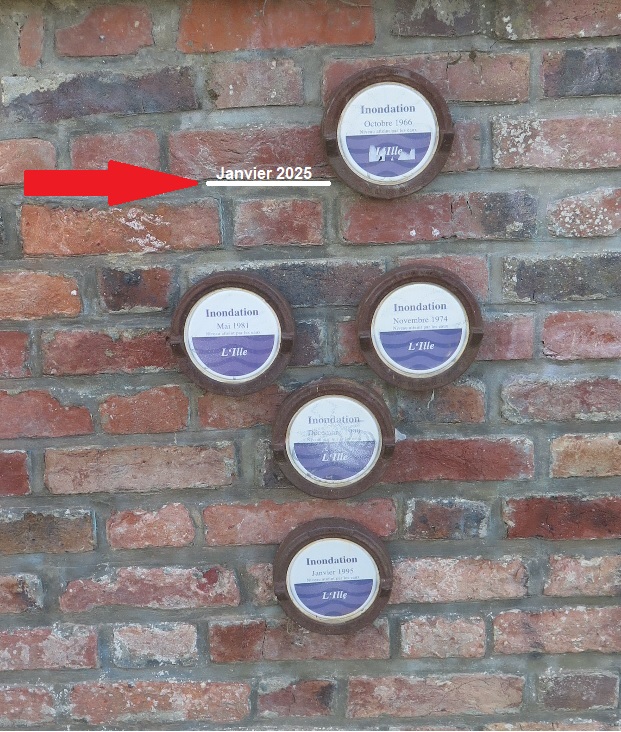 Inondation
Octobre 1966
L'Ille
Janvier 2025
Inondation
Mai 1981
L'Ille
Inondation
Novembre 1974
L'Ille
Inondation
1999
L'Ille
Inondation
Janvier 1995
L'Ille